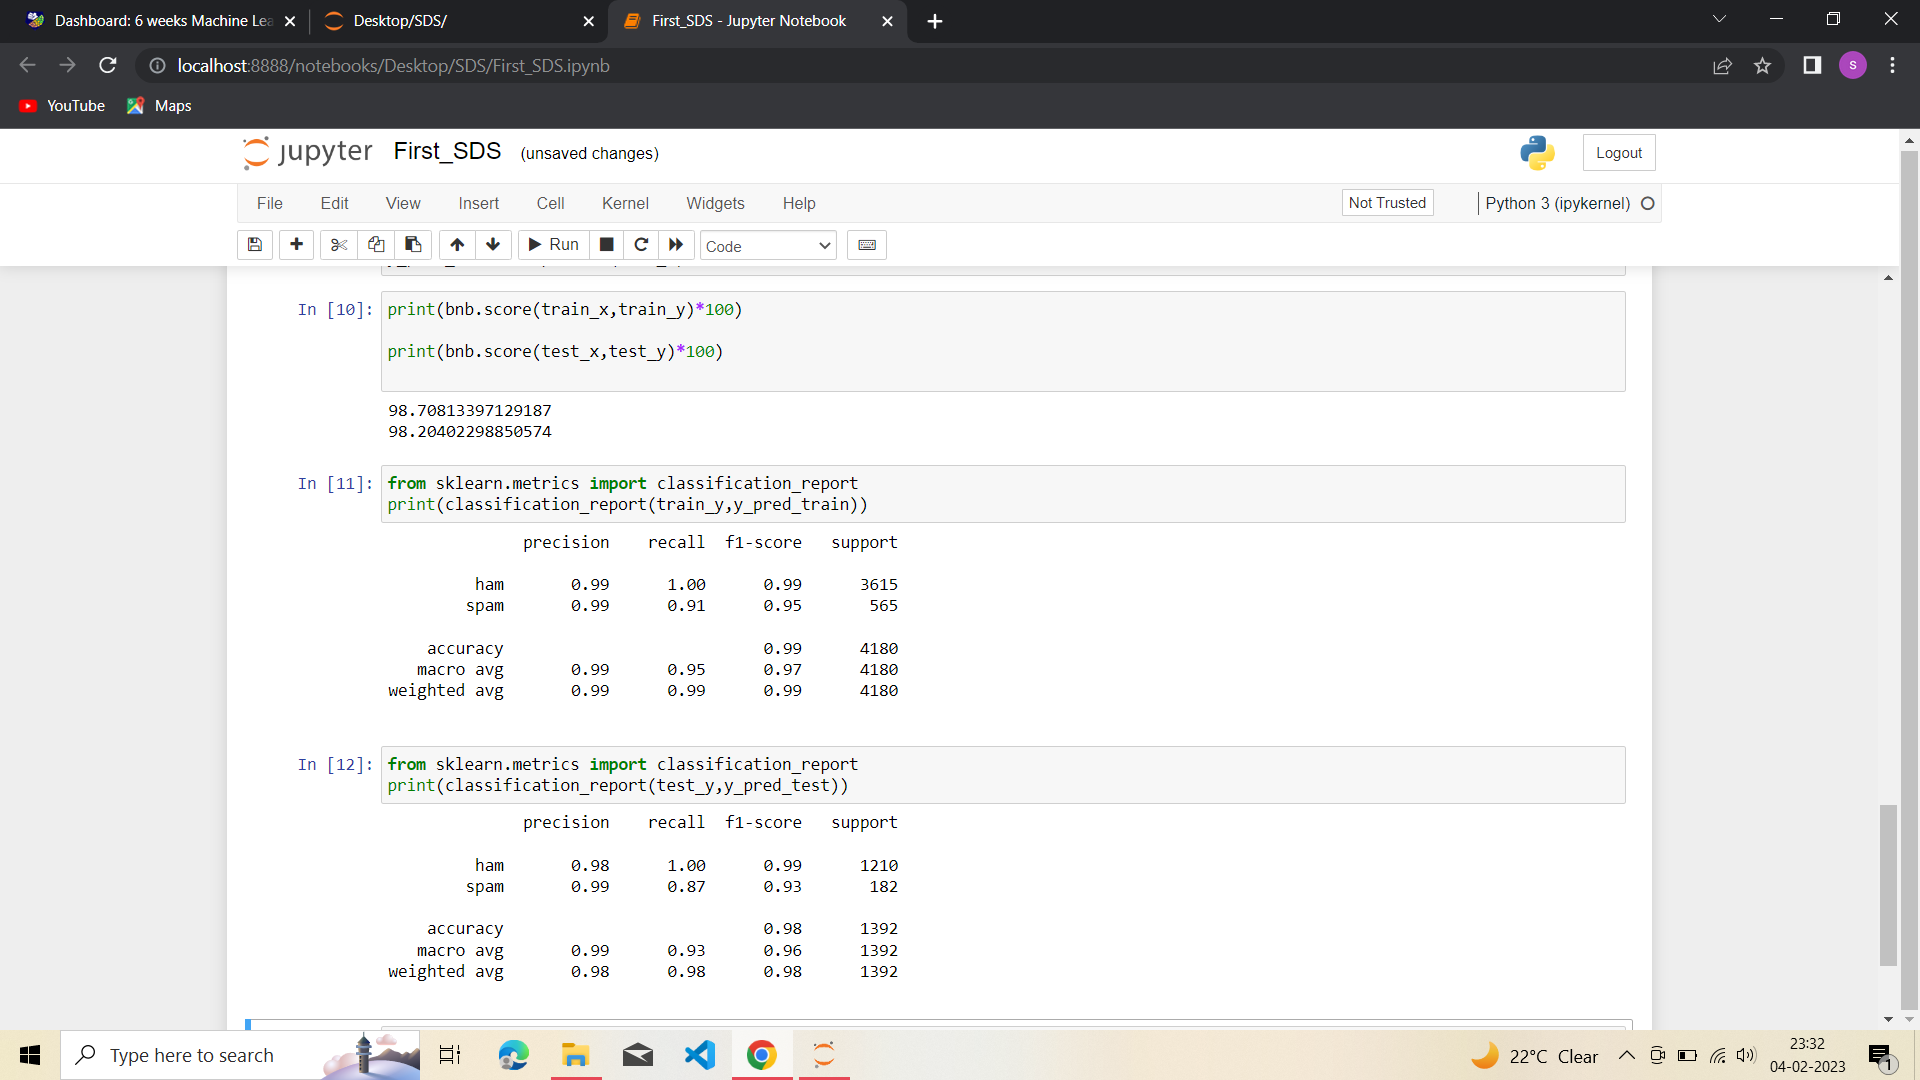 Dashboard: 6 weeks Machine Lea
Desktop/SDS/
First_SDS - Jupyter Notebook
localhost:8888/notebooks/Desktop/SDS/First_SDS.ipynb
S
YouTube
Maps
jupyter First_SDS (unsaved changes)
Logout
File Edit View Insert Cell Kernel Widgets Help
Not Trusted
Python 3 (ipykernel)
Run
Code
In [10]: print(bnb.score(train_x,train_y)*100)
print(bnb.score(test_x,test_y)*100)
98.70813397129187
98.20402298850574
In [11]: from sklearn.metrics import classification_report
print(classification_report(train_y,y_pred_train))
precision recall f1-score support
ham 0.99 1.00 0.99 3615
spam 0.99 0.91 0.95 565
accuracy 0.99 4180
macro avg 0.99 0.95 0.97 4180
weighted avg 0.99 0.99 0.99 4180
In [12]: from sklearn.metrics import classification_report
print(classification_report(test_y,y_pred_test))
precision recall f1-score support
ham 0.98 1.00 0.99 1210
spam 0.99 0.87 0.93 182
accuracy 0.98 1392
macro avg 0.99 0.93 0.96 1392
weighted avg 0.98 0.98 0.98 1392
Type here to search
22°C Clear
23:32
04-02-2023
1